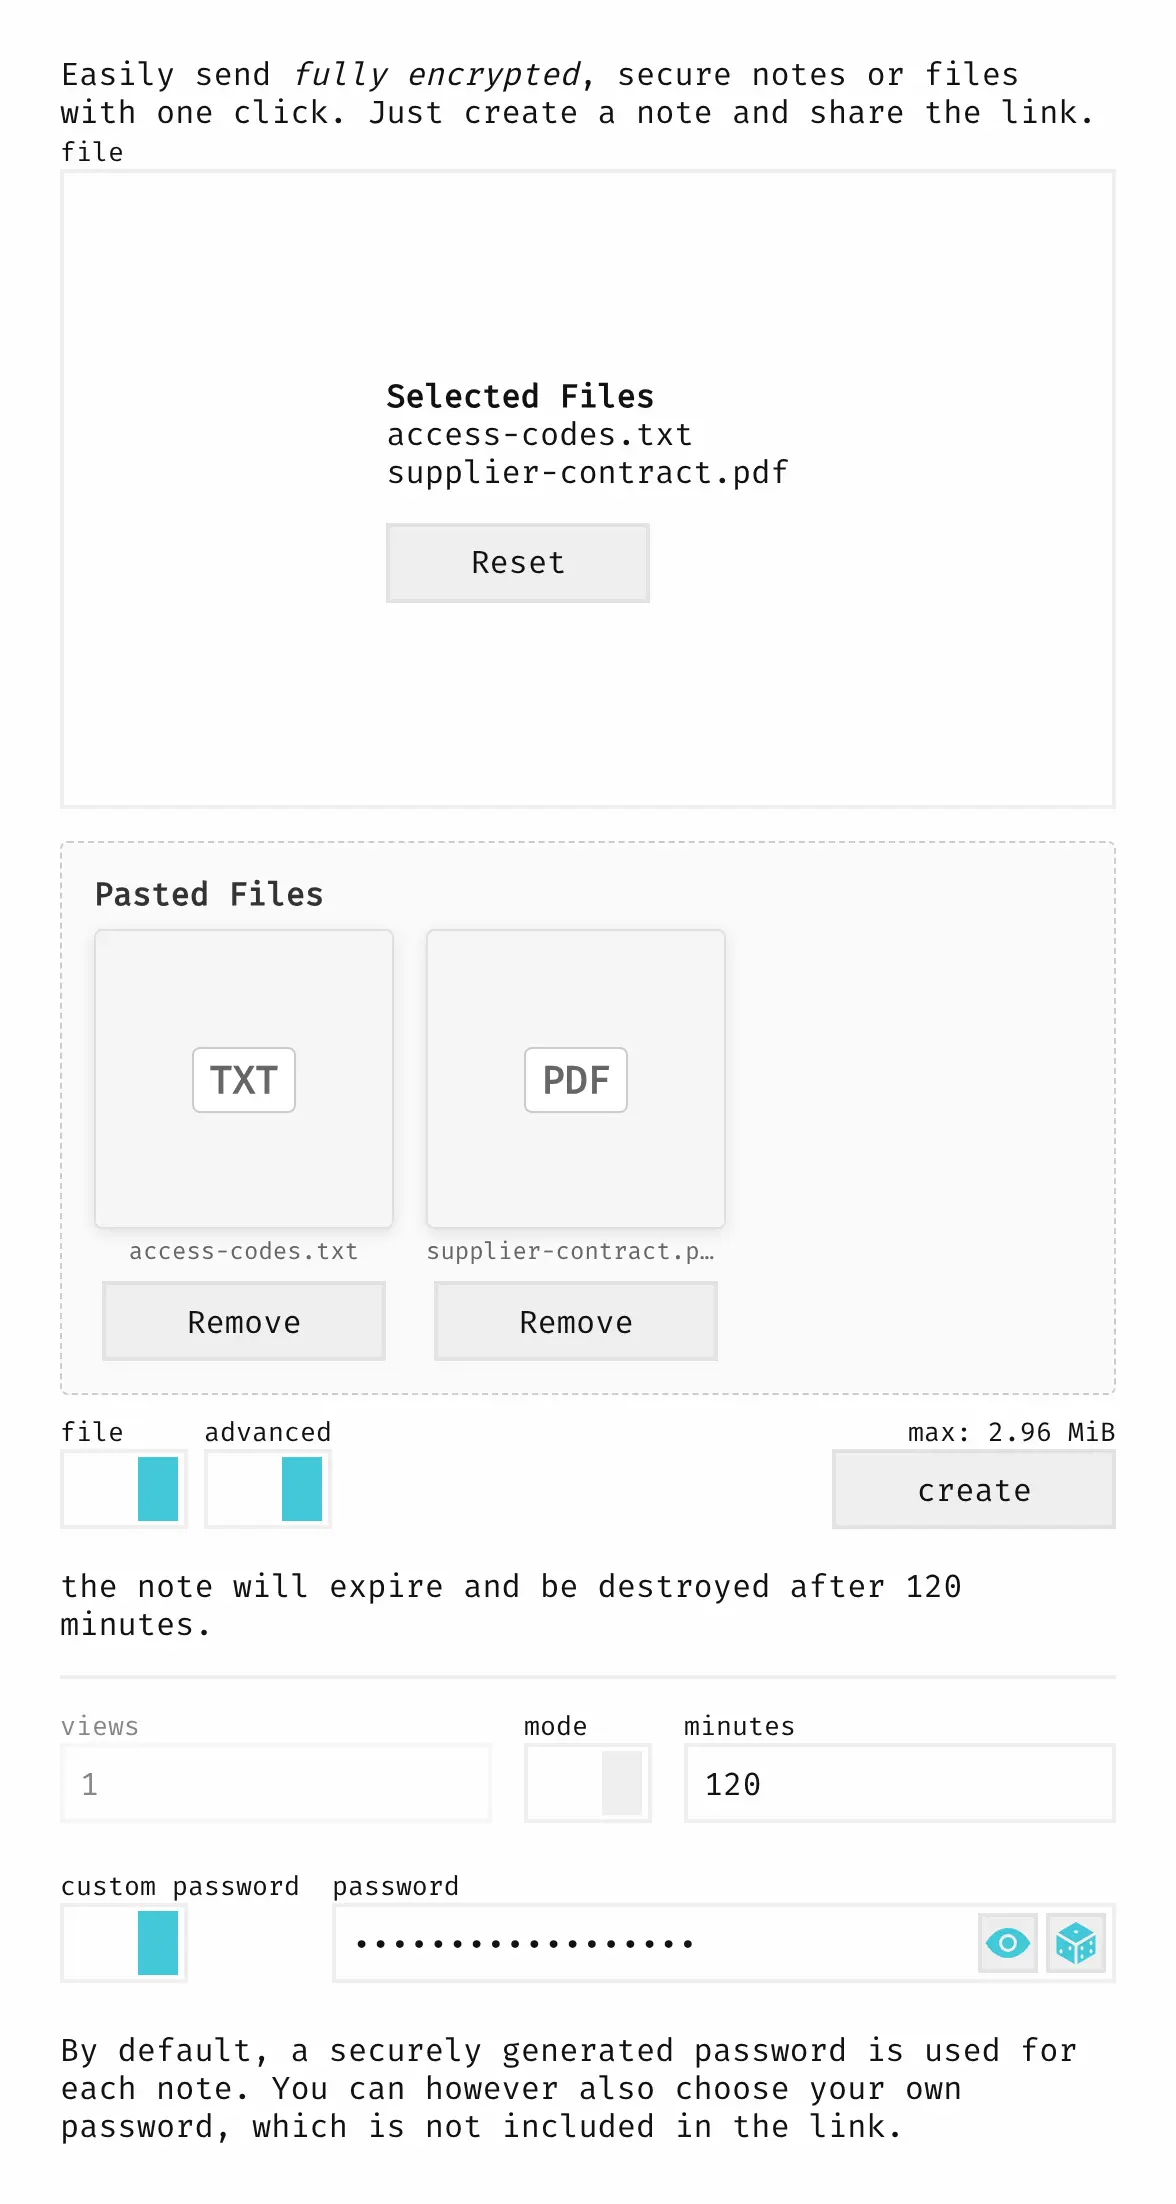 Easily send fully encrypted, secure notes or files
with one click. Just create a note and share the link.
file
Selected Files
access-codes.txt
supplier-contract.pdf
Reset
Pasted Files
TXT
PDF
access-codes.txt
supplier-contract.p…
Remove
Remove
file
advanced
max: 2.96 MiB
create
the note will expire and be destroyed after 120
minutes.
views
mode
minutes
1
120
custom password
password
•••••••••••••••••••••
By default, a securely generated password is used for
each note. You can however also choose your own
password, which is not included in the link.